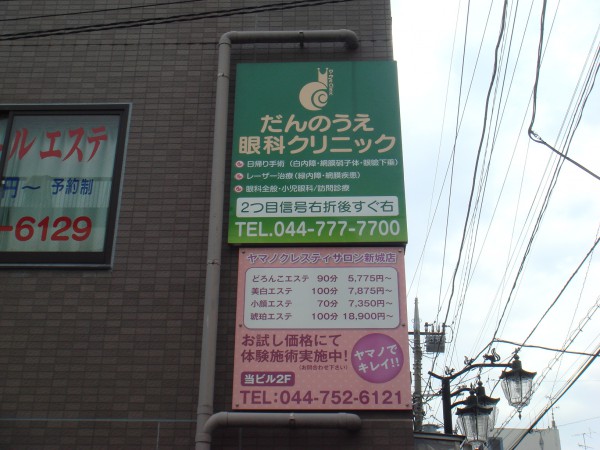 だんのうえ
眼科クリニック
日帰り手術（白内障・網膜硝子体・眼瞼下垂）
レーザー治療（緑内障・網膜疾患）
眼科全般・小児眼科/訪問診療
2つ目信号右折後すぐ右
TEL.044-777-7700
ヤマノクレスティサロン新城店
どろんこエステ 90分 5,775円～
美白エステ 100分 7,875円～
小顔エステ 70分 7,350円～
琥珀エステ 100分 18,900円～
お試し価格にて
体験施術実施中!
(お問合わせ下さい)
ヤマノで
キレイ!!
当ビル2F
TEL:044-752-6121
ルエステ
円～ 予約制
-6129